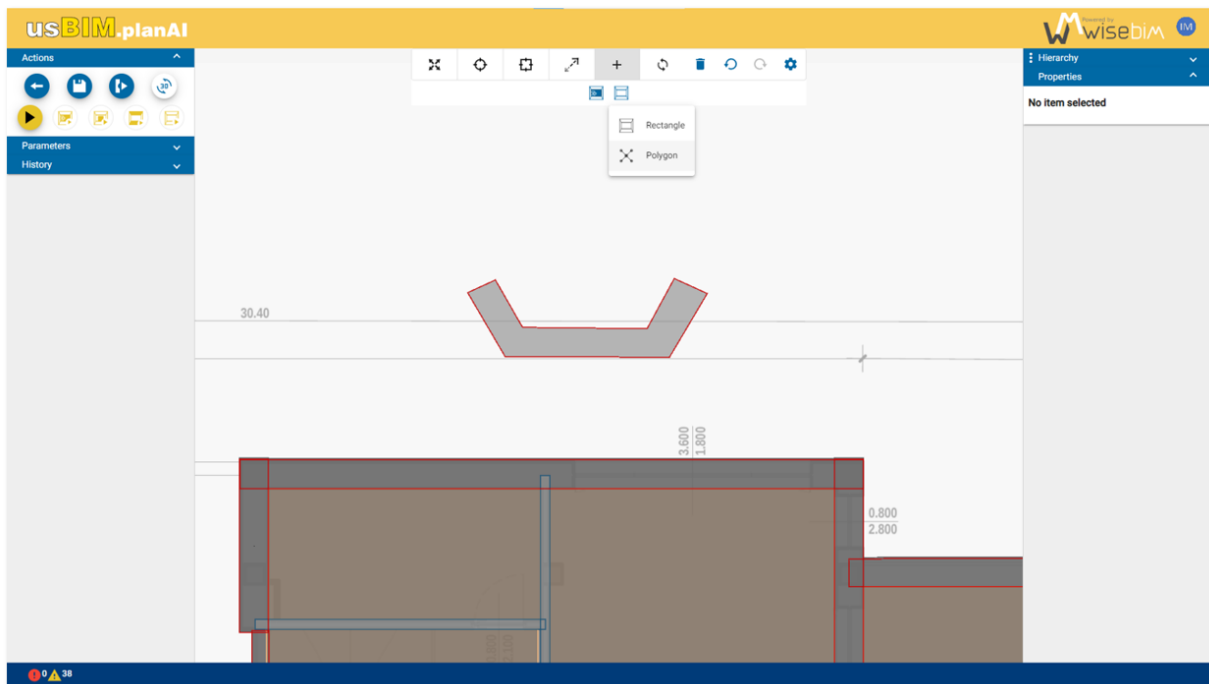 usBIM.planAI
Powered by
wisebim
IM
Actions
2D
Parameters
History
Hierarchy
Properties
No item selected
Rectangle
Polygon
30.40
3.600
1.800
0.800
2.800
0 38